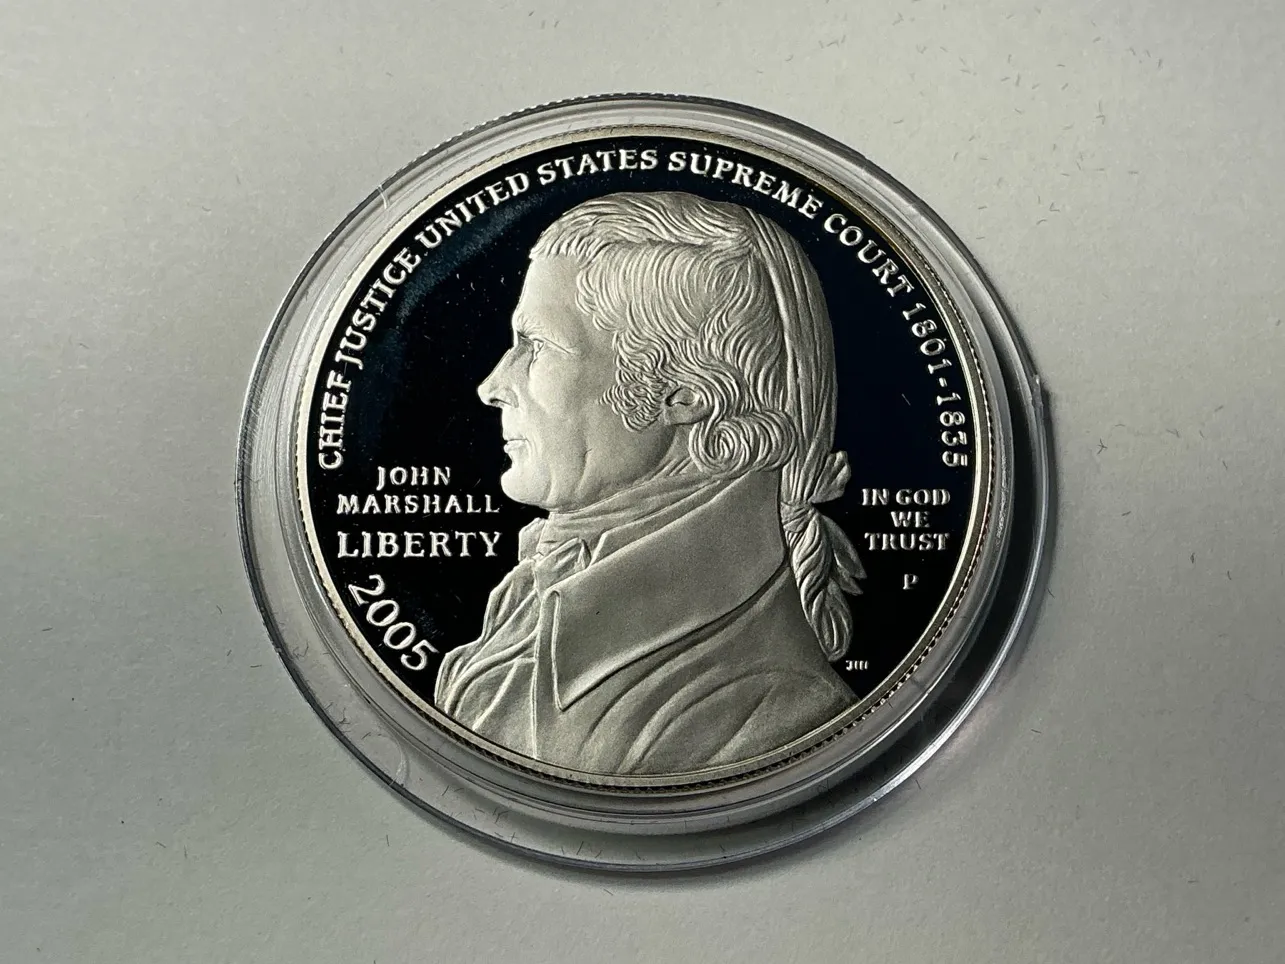 CHIEF JUSTICE UNITED STATES SUPREME COURT 1801-1835
JOHN
MARSHALL
LIBERTY
2005
IN GOD
WE
TRUST
P